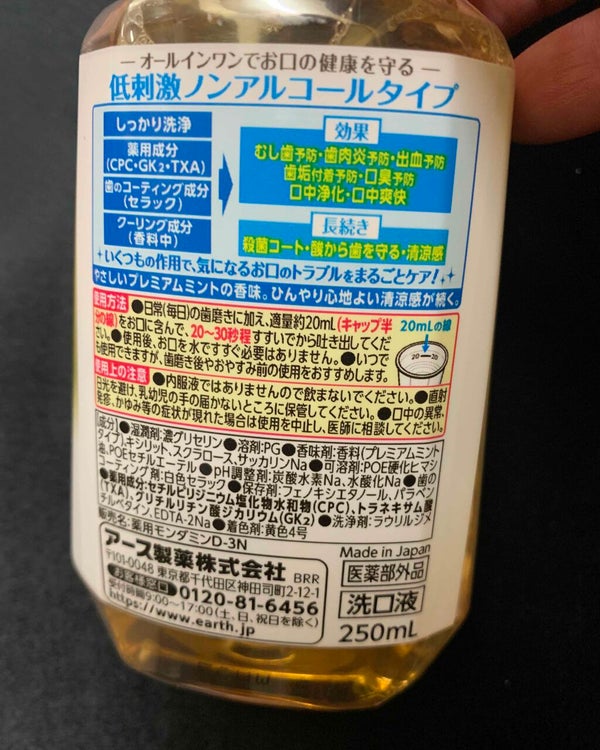 オールインワンでお口の健康を守る
低刺激ノンアルコールタイプ
しっかり洗浄
薬用成分
(CPC・GK2・TXA)
歯のコーティング成分
(セラック)
クーリング成分
(香料中)
効果
むし歯予防・歯肉炎予防・出血予防
歯垢付着予防・口臭予防
口中浄化・口中爽快
長続き
殺菌コート・酸から歯を守る・清涼感
いくつもの作用で、気になるお口のトラブルをまるごとケア!
やさしいプレミアムミントの香味。ひんやり心地よい清涼感が続く。
使用方法 ●日常(毎日)の歯磨きに加え、適量約20mL(キャップ半
分の線)をお口に含んで、20〜30秒程すすいでから吐き出してくだ
さい。●使用後、お口を水ですすぐ必要はありません。●いつで
も使用できますが、歯磨き後やおやすみ前の使用をおすすめします。
20mLの線
20 20
使用上の注意 ●内服液ではありませんので飲まないでください。●直射
日光を避け、乳幼児の手の届かないところに保管してください。●口中の異常、
発疹、かゆみ等の症状が現れた場合は使用を中止し、医師に相談してください。
[成分]●湿潤剤:濃グリセリン●溶剤:PG●香味剤:香料(プレミアムミント
タイプ)、キシリット、スクラロース、サッカリンNa●可溶剤:POE硬化ヒマシ
油、POEセチルエーテル●pH調整剤:炭酸水素Na、水酸化Na●歯の
コーティング剤:白色セラック●保存剤:フェノキシエタノール、パラベン
●薬用成分:セチルピリジニウム塩化物水和物(CPC)、トラネキサム酸
(TXA)、グリチルリチン酸ジカリウム(GK2)●洗浄剤:ラウリルジメ
チルベタイン、EDTA-2Na●着色剤:黄色4号
販売名:薬用モンダミンD-3N
アース製薬株式会社 BRR
〒101-0048 東京都千代田区神田司町2-12-1
お客様窓口 0120-81-6456
受付時間9:00〜17:00(土、日、祝日を除く)
https://www.earth.jp
Made in Japan
医薬部外品
洗口液
250mL